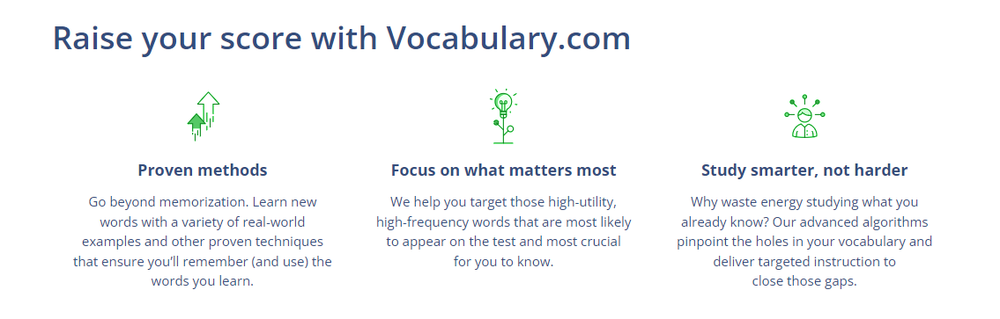 Raise your score with Vocabulary.com
Proven methods
Go beyond memorization. Learn new
words with a variety of real-world
examples and other proven techniques
that ensure you’ll remember (and use) the
words you learn.
Focus on what matters most
We help you target those high-utility,
high-frequency words that are most likely
to appear on the test and most crucial
for you to know.
Study smarter, not harder
Why waste energy studying what you
already know? Our advanced algorithms
pinpoint the holes in your vocabulary and
deliver targeted instruction to
close those gaps.